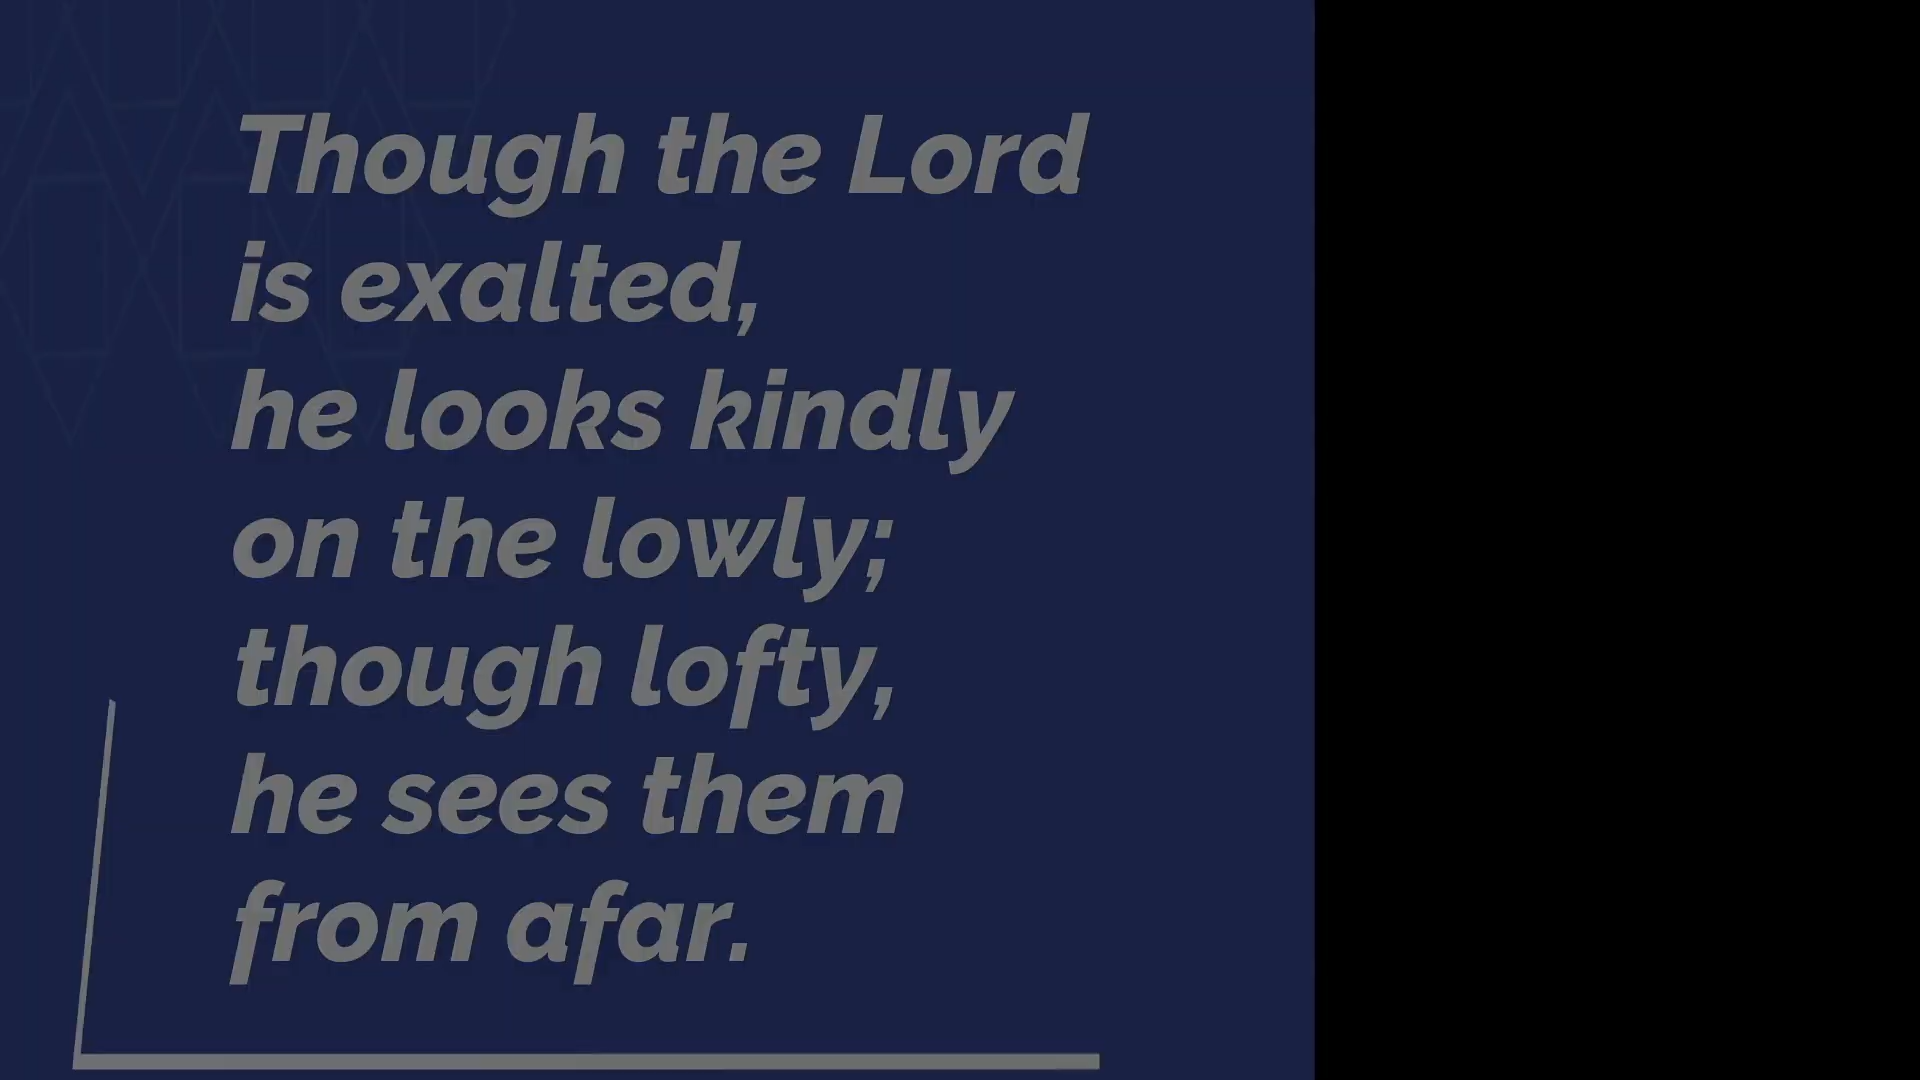 Though the Lord
is exalted,
he looks kindly
on the lowly;
though lofty,
he sees them
from afar.